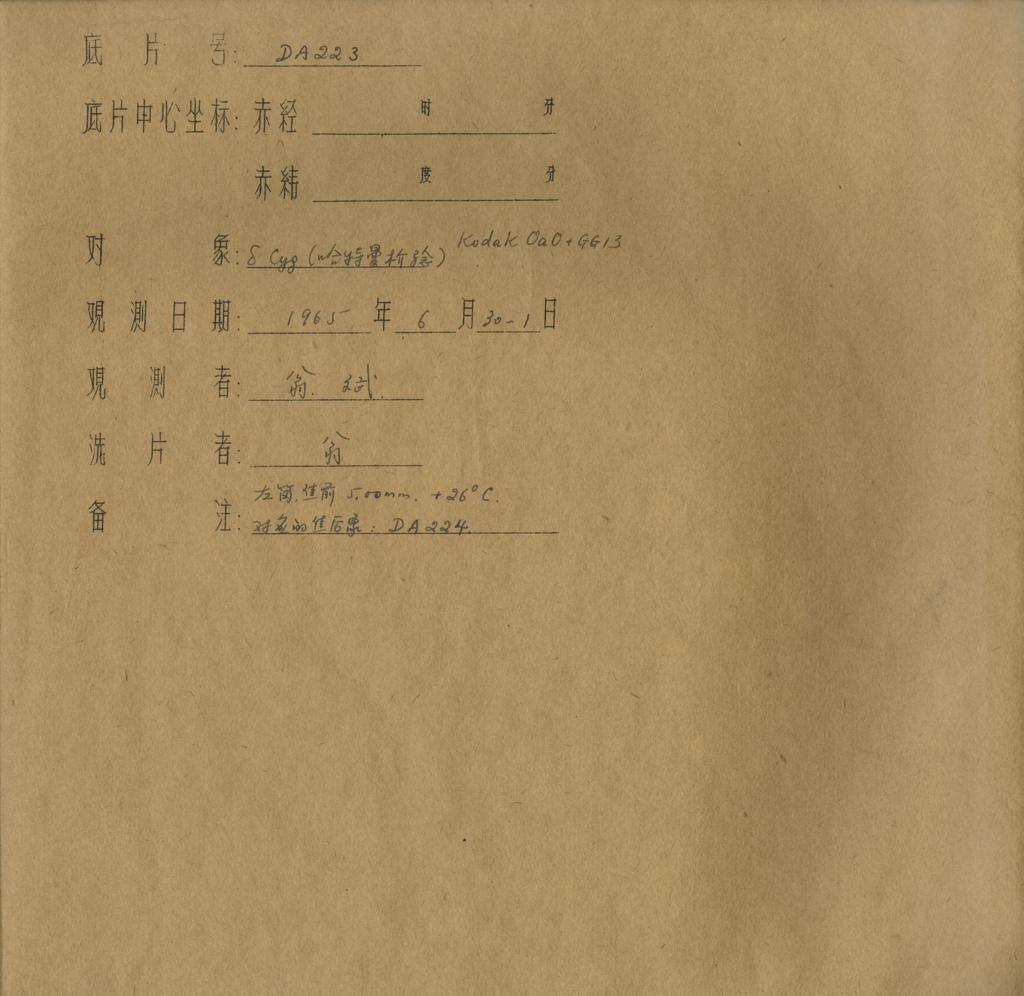 底片号: DA223
底片中心坐标: 赤经 时 分
赤纬 度 分
对象: δ Cyg (哈特曼检验) Kodak OaO+GG13
观测日期: 1965 年 6 月 30-1 日
观测者: 翁. 斌.
洗片者: 翁
备注: 左窗. 焦前 5.00mm. +26°C.
对应的焦后象: DA224.